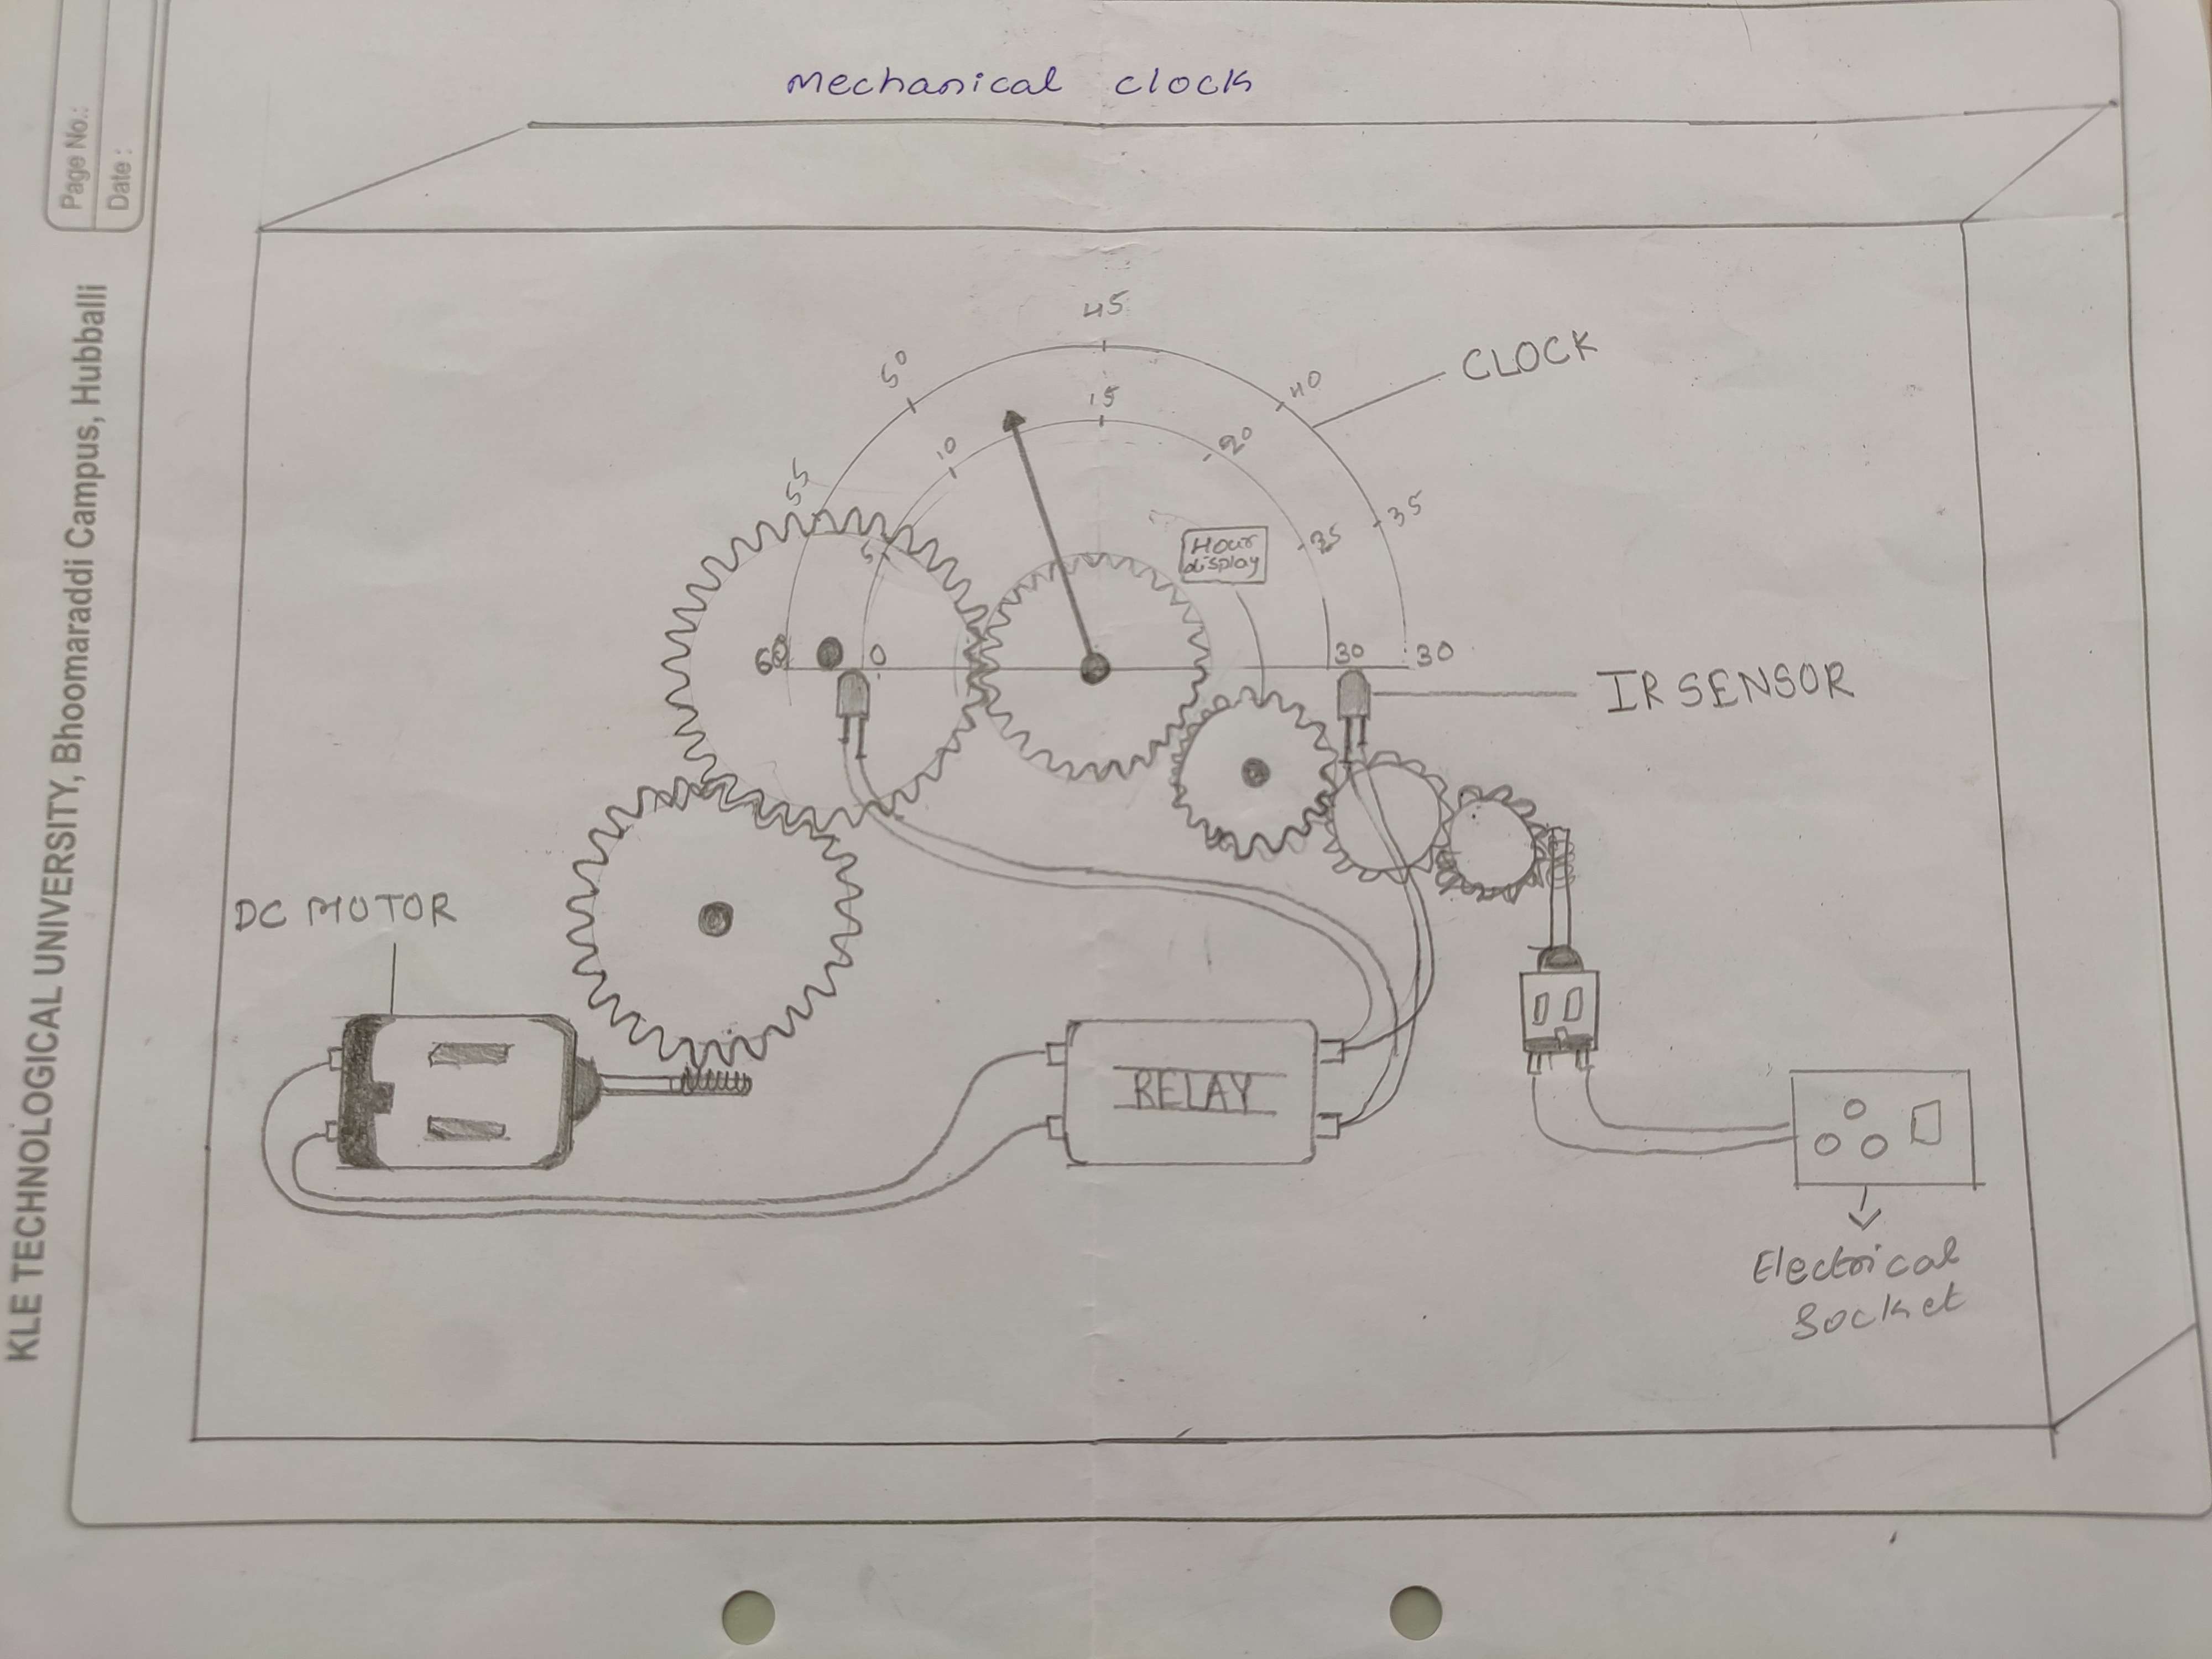 Page No.:
Date :
KLE TECHNOLOGICAL UNIVERSITY, Bhoomaraddi Campus, Hubballi
Mechanical clock
45
50
40
CLOCK
15
10
20
55
35
5
25
Hour
display
60
0
30
30
IR SENSOR
DC MOTOR
RELAY
Electrical
Socket